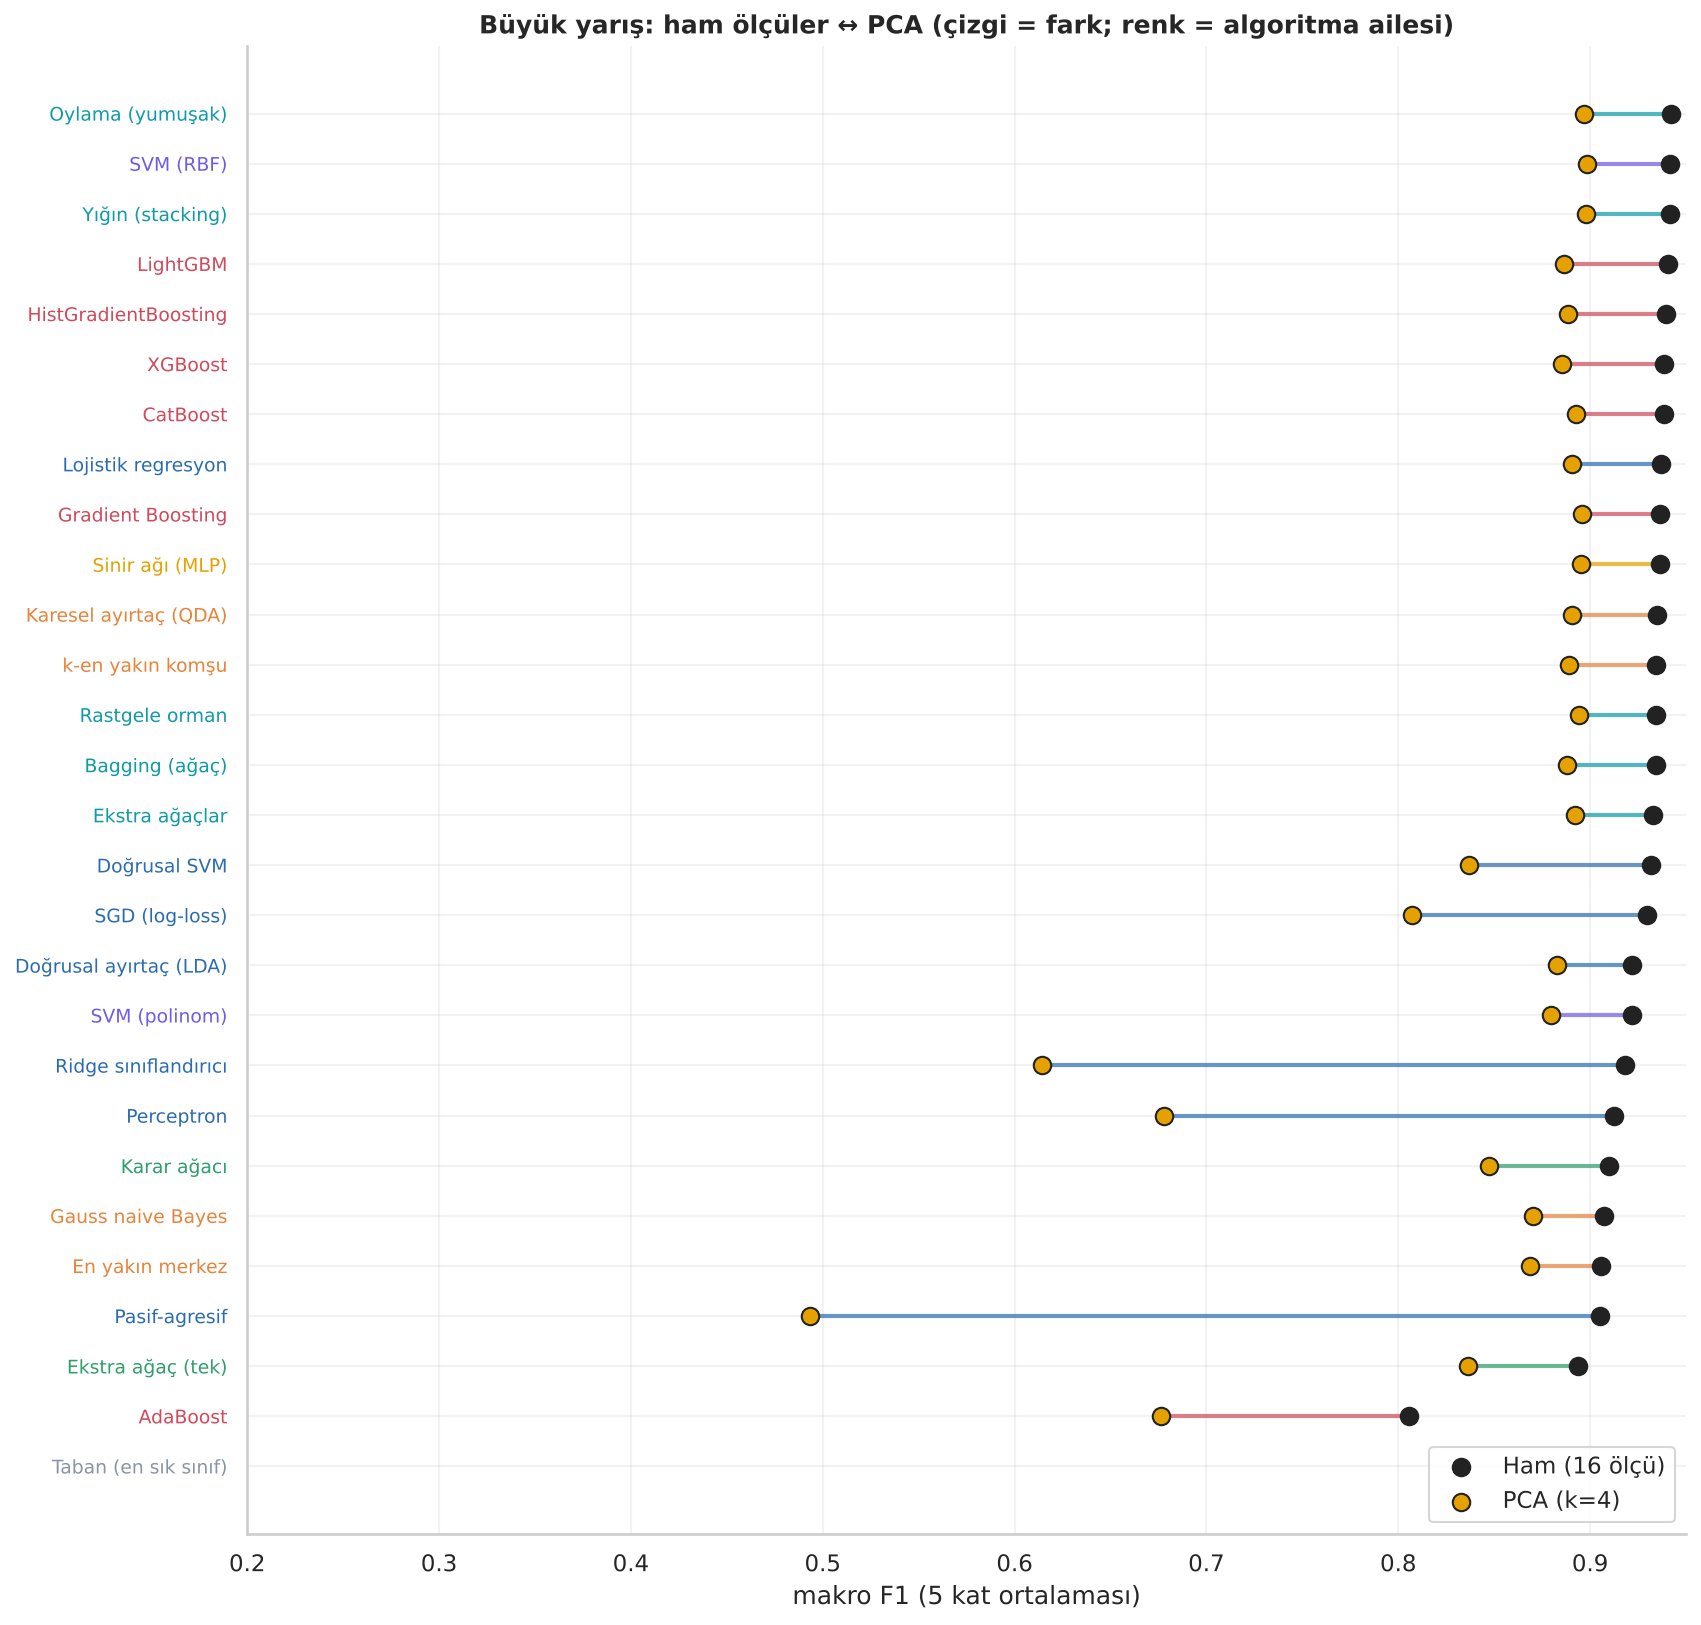 Büyük yarış: ham ölçüler ↔ PCA (çizgi = fark; renk = algoritma ailesi)
Oylama (yumuşak)
SVM (RBF)
Yığın (stacking)
LightGBM
HistGradientBoosting
XGBoost
CatBoost
Lojistik regresyon
Gradient Boosting
Sinir ağı (MLP)
Karesel ayırtaç (QDA)
k-en yakın komşu
Rastgele orman
Bagging (ağaç)
Ekstra ağaçlar
Doğrusal SVM
SGD (log-loss)
Doğrusal ayırtaç (LDA)
SVM (polinom)
Ridge sınıflandırıcı
Perceptron
Karar ağacı
Gauss naive Bayes
En yakın merkez
Pasif-agresif
Ekstra ağaç (tek)
AdaBoost
Taban (en sık sınıf)
Ham (16 ölçü)
PCA (k=4)
0.2 0.3 0.4 0.5 0.6 0.7 0.8 0.9
makro F1 (5 kat ortalaması)